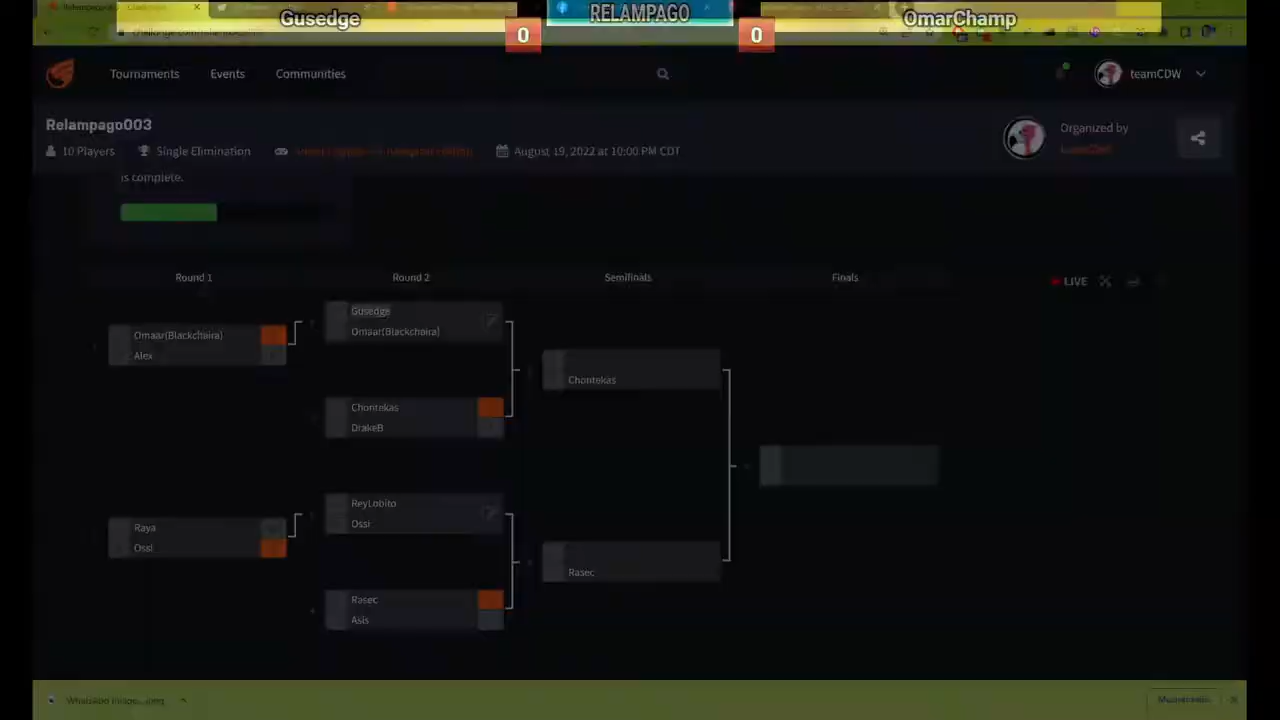 Gusedge
RELAMPAGO
OmarChamp
0
0
Tournaments
Events
Communities
teamCDW
Relampago003
10 Players
Single Elimination
August 19, 2022 at 10:00 PM CDT
Organized by
is complete.
Round 1
Round 2
Semifinals
Finals
LIVE
Omaar(Blackchaira)
Alex
Gusedge
Omaar(Blackchaira)
Chontekas
Chontekas
DrakeB
Raya
Ossi
ReyLobito
Ossi
Rasec
Rasec
Asis